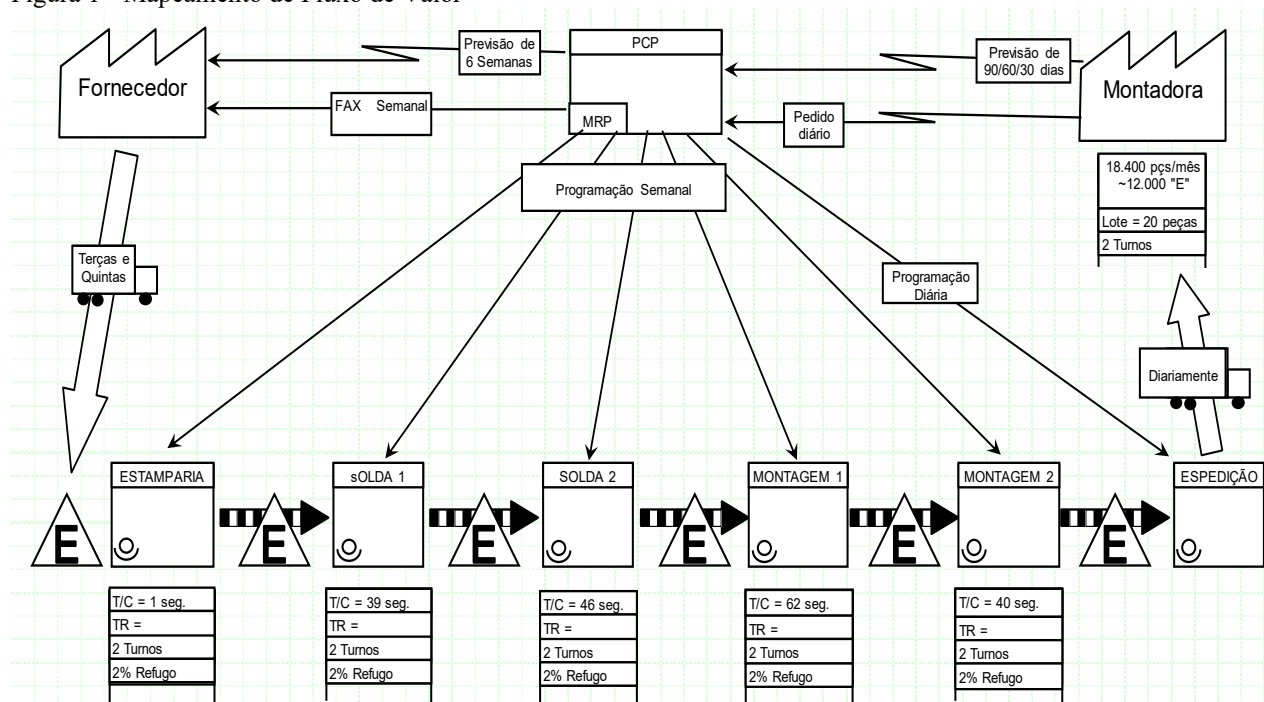 Figura 1 - Mapeamento de Fluxo de Valor
Fornecedor
Previsão de
6 Semanas
FAX Semanal
PCP
MRP
Previsão de
90/60/30 dias
Pedido
diário
Montadora
18.400 pçs/mês
~12.000 "E"
Lote = 20 peças
2 Turnos
Programação Semanal
Terças e
Quintas
Programação
Diária
Diariamente
ESTAMPARIA
sOLDA 1
SOLDA 2
MONTAGEM 1
MONTAGEM 2
ESPEDIÇÃO
E
E
E
E
E
E
T/C = 1 seg.
TR =
2 Turnos
2% Refugo
T/C = 39 seg.
TR =
2 Turnos
2% Refugo
T/C = 46 seg.
TR =
2 Turnos
2% Refugo
T/C = 62 seg.
TR =
2 Turnos
2% Refugo
T/C = 40 seg.
TR =
2 Turnos
2% Refugo